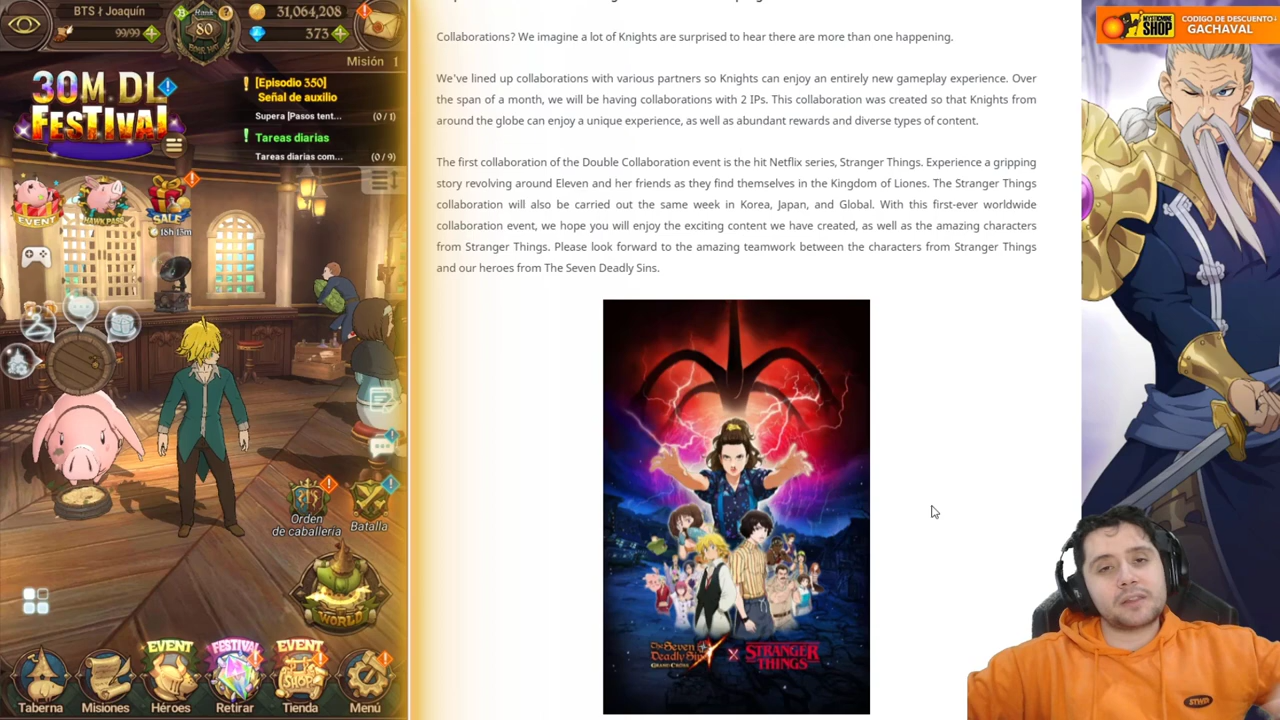 BTS ⚔ Joaquín
99/99
Rank
80
31,064,208
373
Misión 1
30M.DL
FESTIVAL
[Episodio 350]
Señal de auxilio
Supera [Pasos tent...
(0 / 1)
Tareas diarias
Tareas diarias com...
(0 / 9)
EVENT
HAWK PASS
SALE
18h 13m
Orden
de caballería
Batalla
WORLD
EVENT
FESTIVAL
EVENT
SHOP
Taberna
Misiones
Héroes
Retirar
Tienda
Menú
Collaborations? We imagine a lot of Knights are surprised to hear there are more than one happening.
We've lined up collaborations with various partners so Knights can enjoy an entirely new gameplay experience. Over
the span of a month, we will be having collaborations with 2 IPs. This collaboration was created so that Knights from
around the globe can enjoy a unique experience, as well as abundant rewards and diverse types of content.
The first collaboration of the Double Collaboration event is the hit Netflix series, Stranger Things. Experience a gripping
story revolving around Eleven and her friends as they find themselves in the Kingdom of Liones. The Stranger Things
collaboration will also be carried out the same week in Korea, Japan, and Global. With this first-ever worldwide
collaboration event, we hope you will enjoy the exciting content we have created, as well as the amazing characters
from Stranger Things. Please look forward to the amazing teamwork between the characters from Stranger Things
and our heroes from The Seven Deadly Sins.
The Seven
Deadly Sins
GRAND CROSS
X
STRANGER
THINGS
MYSTIQUE
SHOP
CODIGO DE DESCUENTO
GACHAVAL